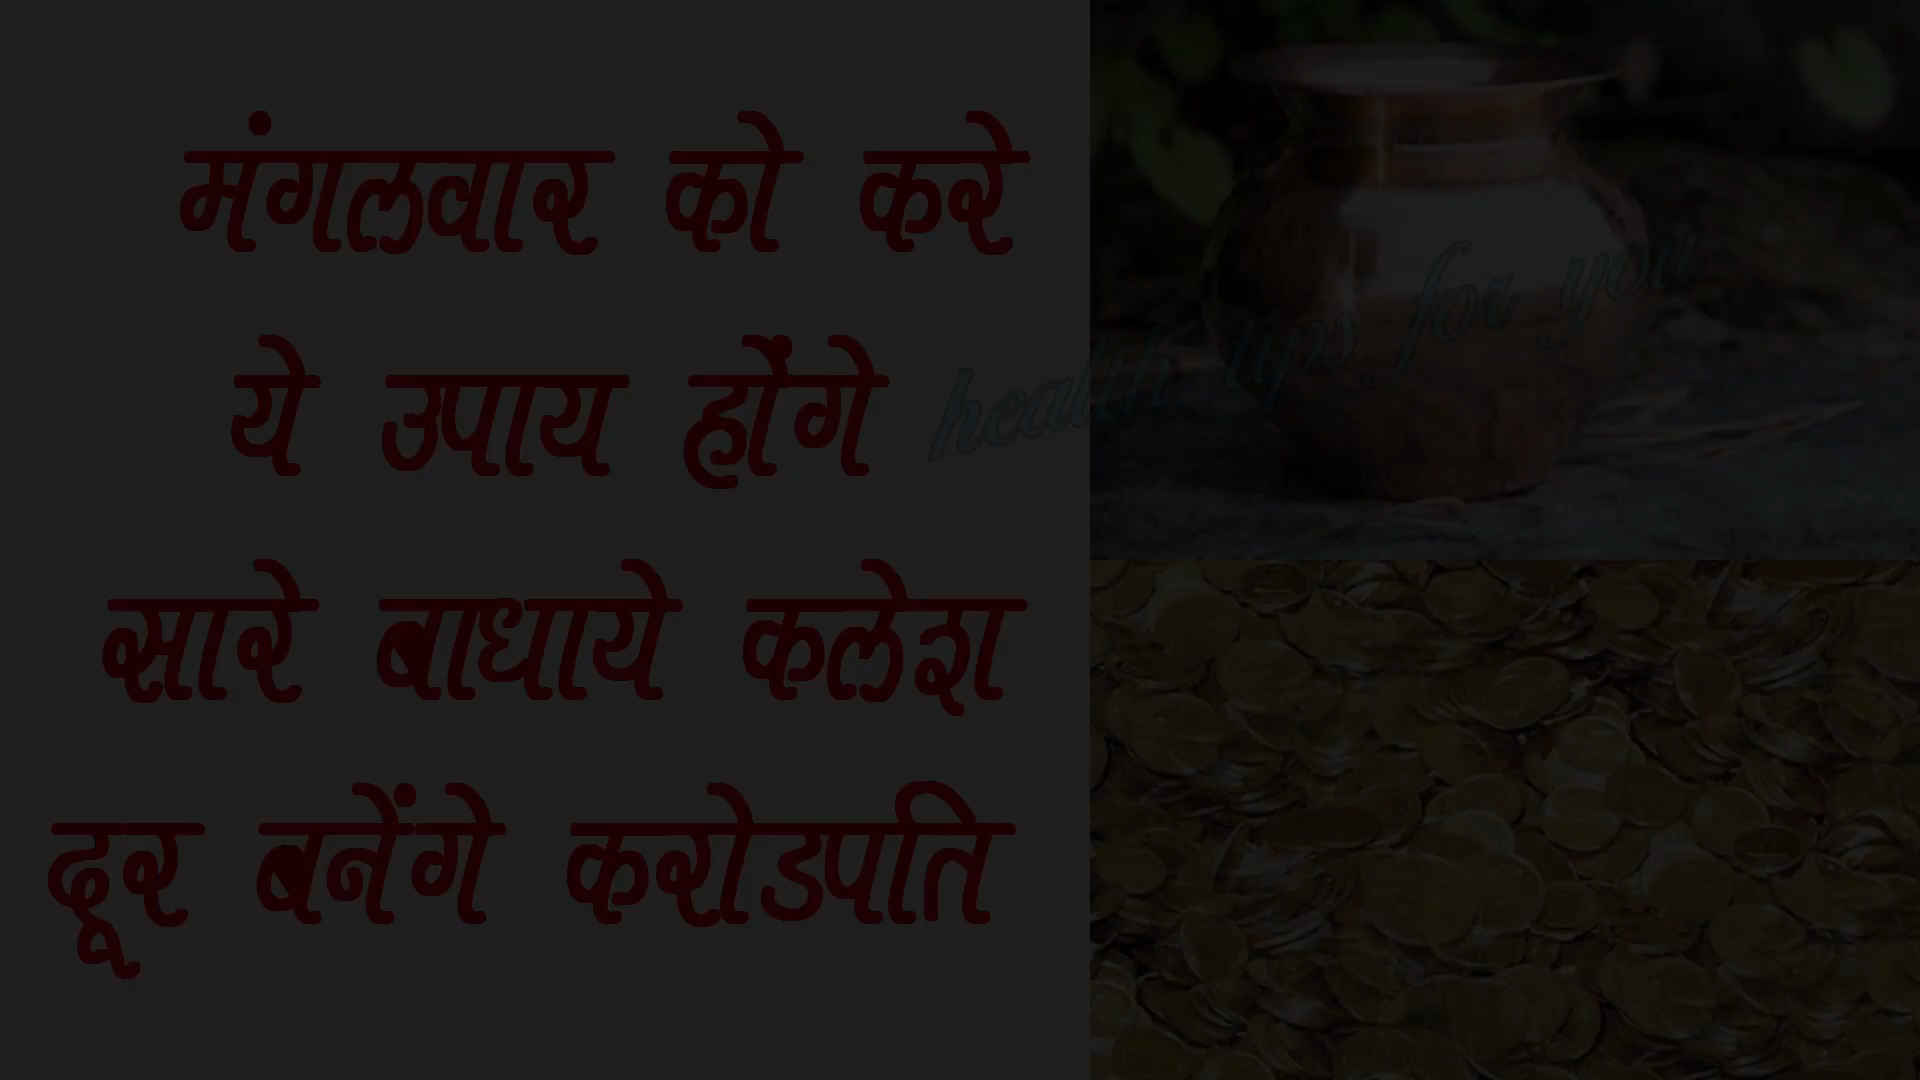 मंगलवार को करे
ये उपाय होंगे
सारे बाधाये कलेश
दूर बनेंगे करोडपति
health tips for you